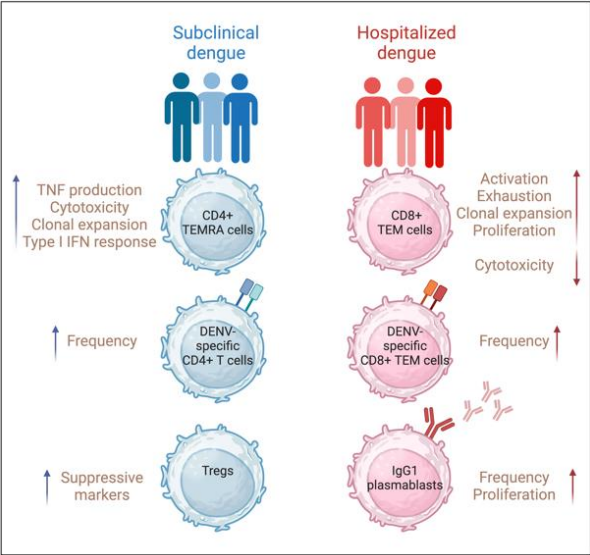 Subclinical
dengue
Hospitalized
dengue
TNF production
Cytotoxicity
Clonal expansion
Type I IFN response
CD4+
TEMRA cells
CD8+
TEM cells
Activation
Exhaustion
Clonal expansion
Proliferation
Cytotoxicity
Frequency
DENV-
specific
CD4+ T cells
DENV-
specific
CD8+ TEM cells
Frequency
Suppressive
markers
Tregs
IgG1
plasmablasts
Frequency
Proliferation